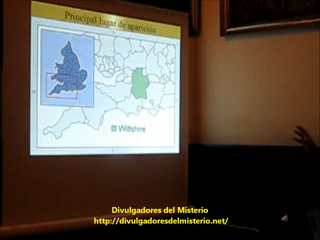 Principal lugar de aparición
Wiltshire
Divulgadores del Misterio
http://divulgadoresdelmisterio.net/